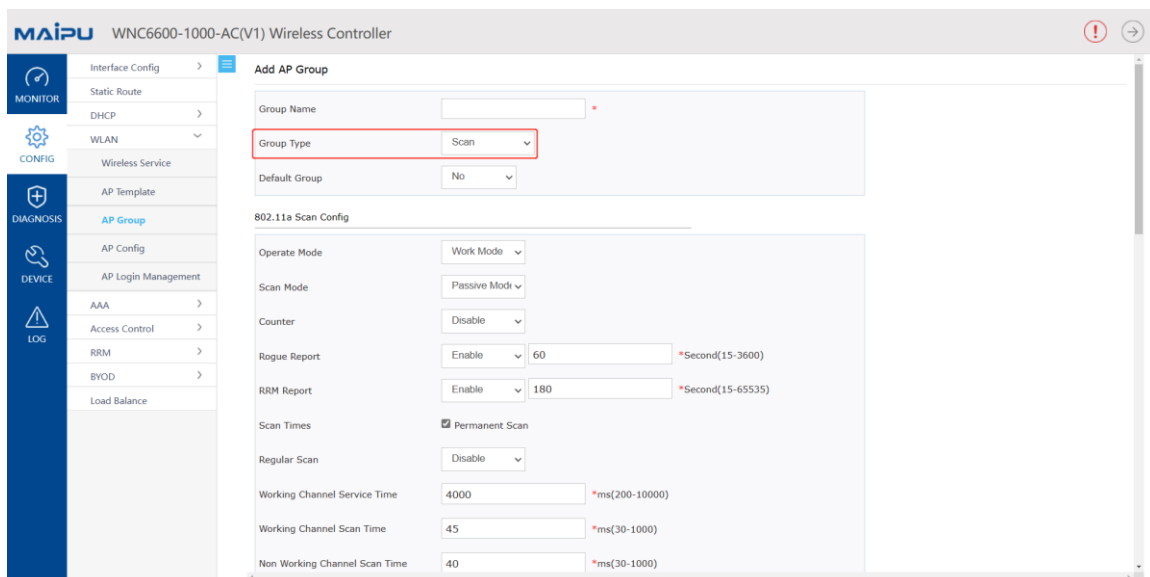 MAIPU WNC6600-1000-AC(V1) Wireless Controller
MONITOR
CONFIG
DIAGNOSIS
DEVICE
LOG
Interface Config
Static Route
DHCP
WLAN
Wireless Service
AP Template
AP Group
AP Config
AP Login Management
AAA
Access Control
RRM
BYOD
Load Balance
Add AP Group
Group Name *
Group Type Scan
Default Group No
802.11a Scan Config
Operate Mode Work Mode
Scan Mode Passive Mode
Counter Disable
Rogue Report Enable 60 *Second(15-3600)
RRM Report Enable 180 *Second(15-65535)
Scan Times Permanent Scan
Regular Scan Disable
Working Channel Service Time 4000 *ms(200-10000)
Working Channel Scan Time 45 *ms(30-1000)
Non Working Channel Scan Time 40 *ms(30-1000)